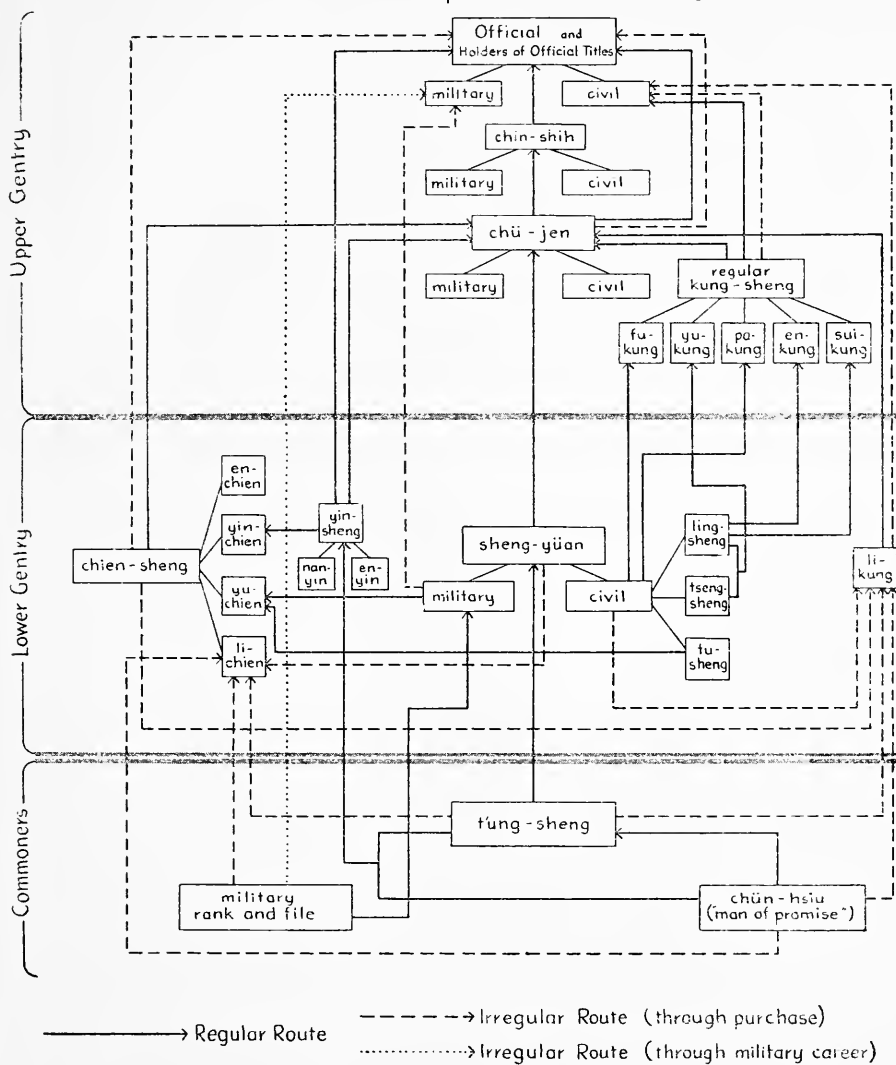 Upper Gentry
Lower Gentry
Commoners
Official and
Holders of Official Titles
military
civil
chin-shih
military
civil
chü-jen
military
civil
regular
kung-sheng
fu-
kung
yu-
kung
pa-
kung
en-
kung
sui-
kung
en-
chien
yin-
chien
chien-sheng
yu-
chien
li-
chien
yin-
sheng
nan-
yin
en-
yin
sheng-yüan
military
civil
ling-
sheng
tseng-
sheng
fu-
sheng
li-
kung
t'ung-sheng
military
rank and file
chün-hsiu
("man of promise")
Regular Route
Irregular Route (through purchase)
Irregular Route (through military career)